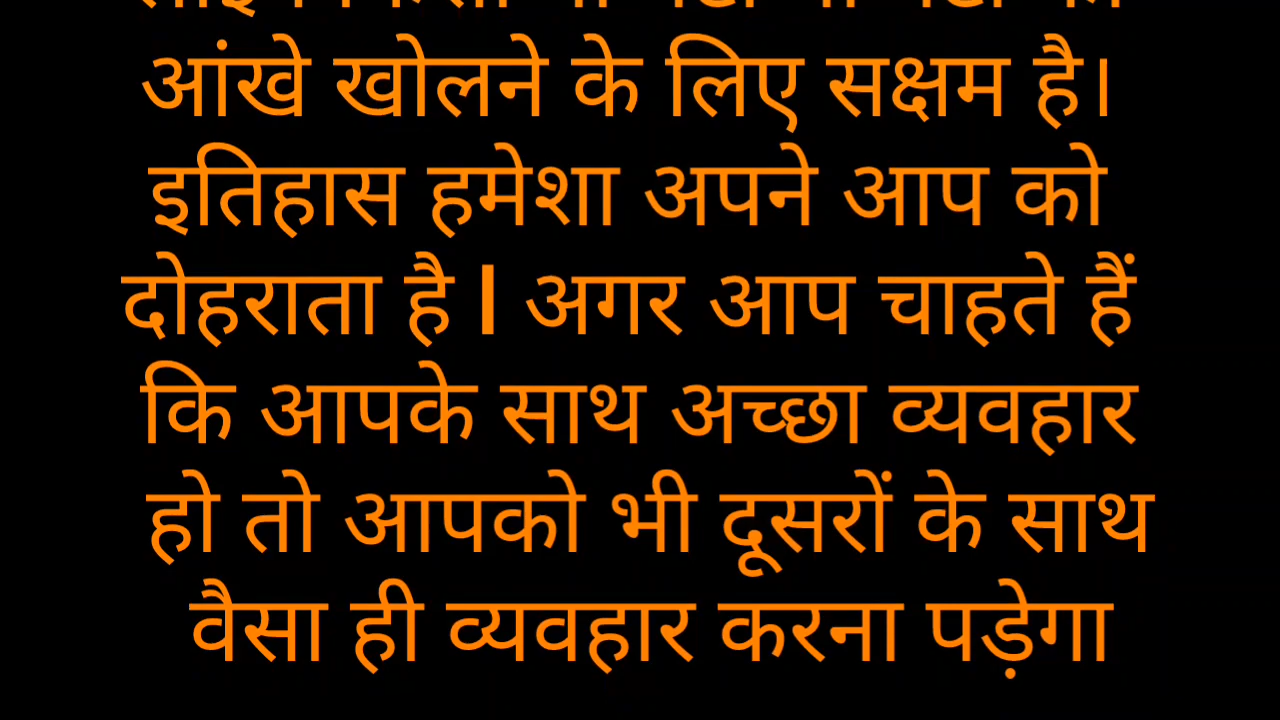 आंखे खोलने के लिए सक्षम है।
इतिहास हमेशा अपने आप को
दोहराता है l अगर आप चाहते हैं
कि आपके साथ अच्छा व्यवहार
हो तो आपको भी दूसरों के साथ
वैसा ही व्यवहार करना पड़ेगा